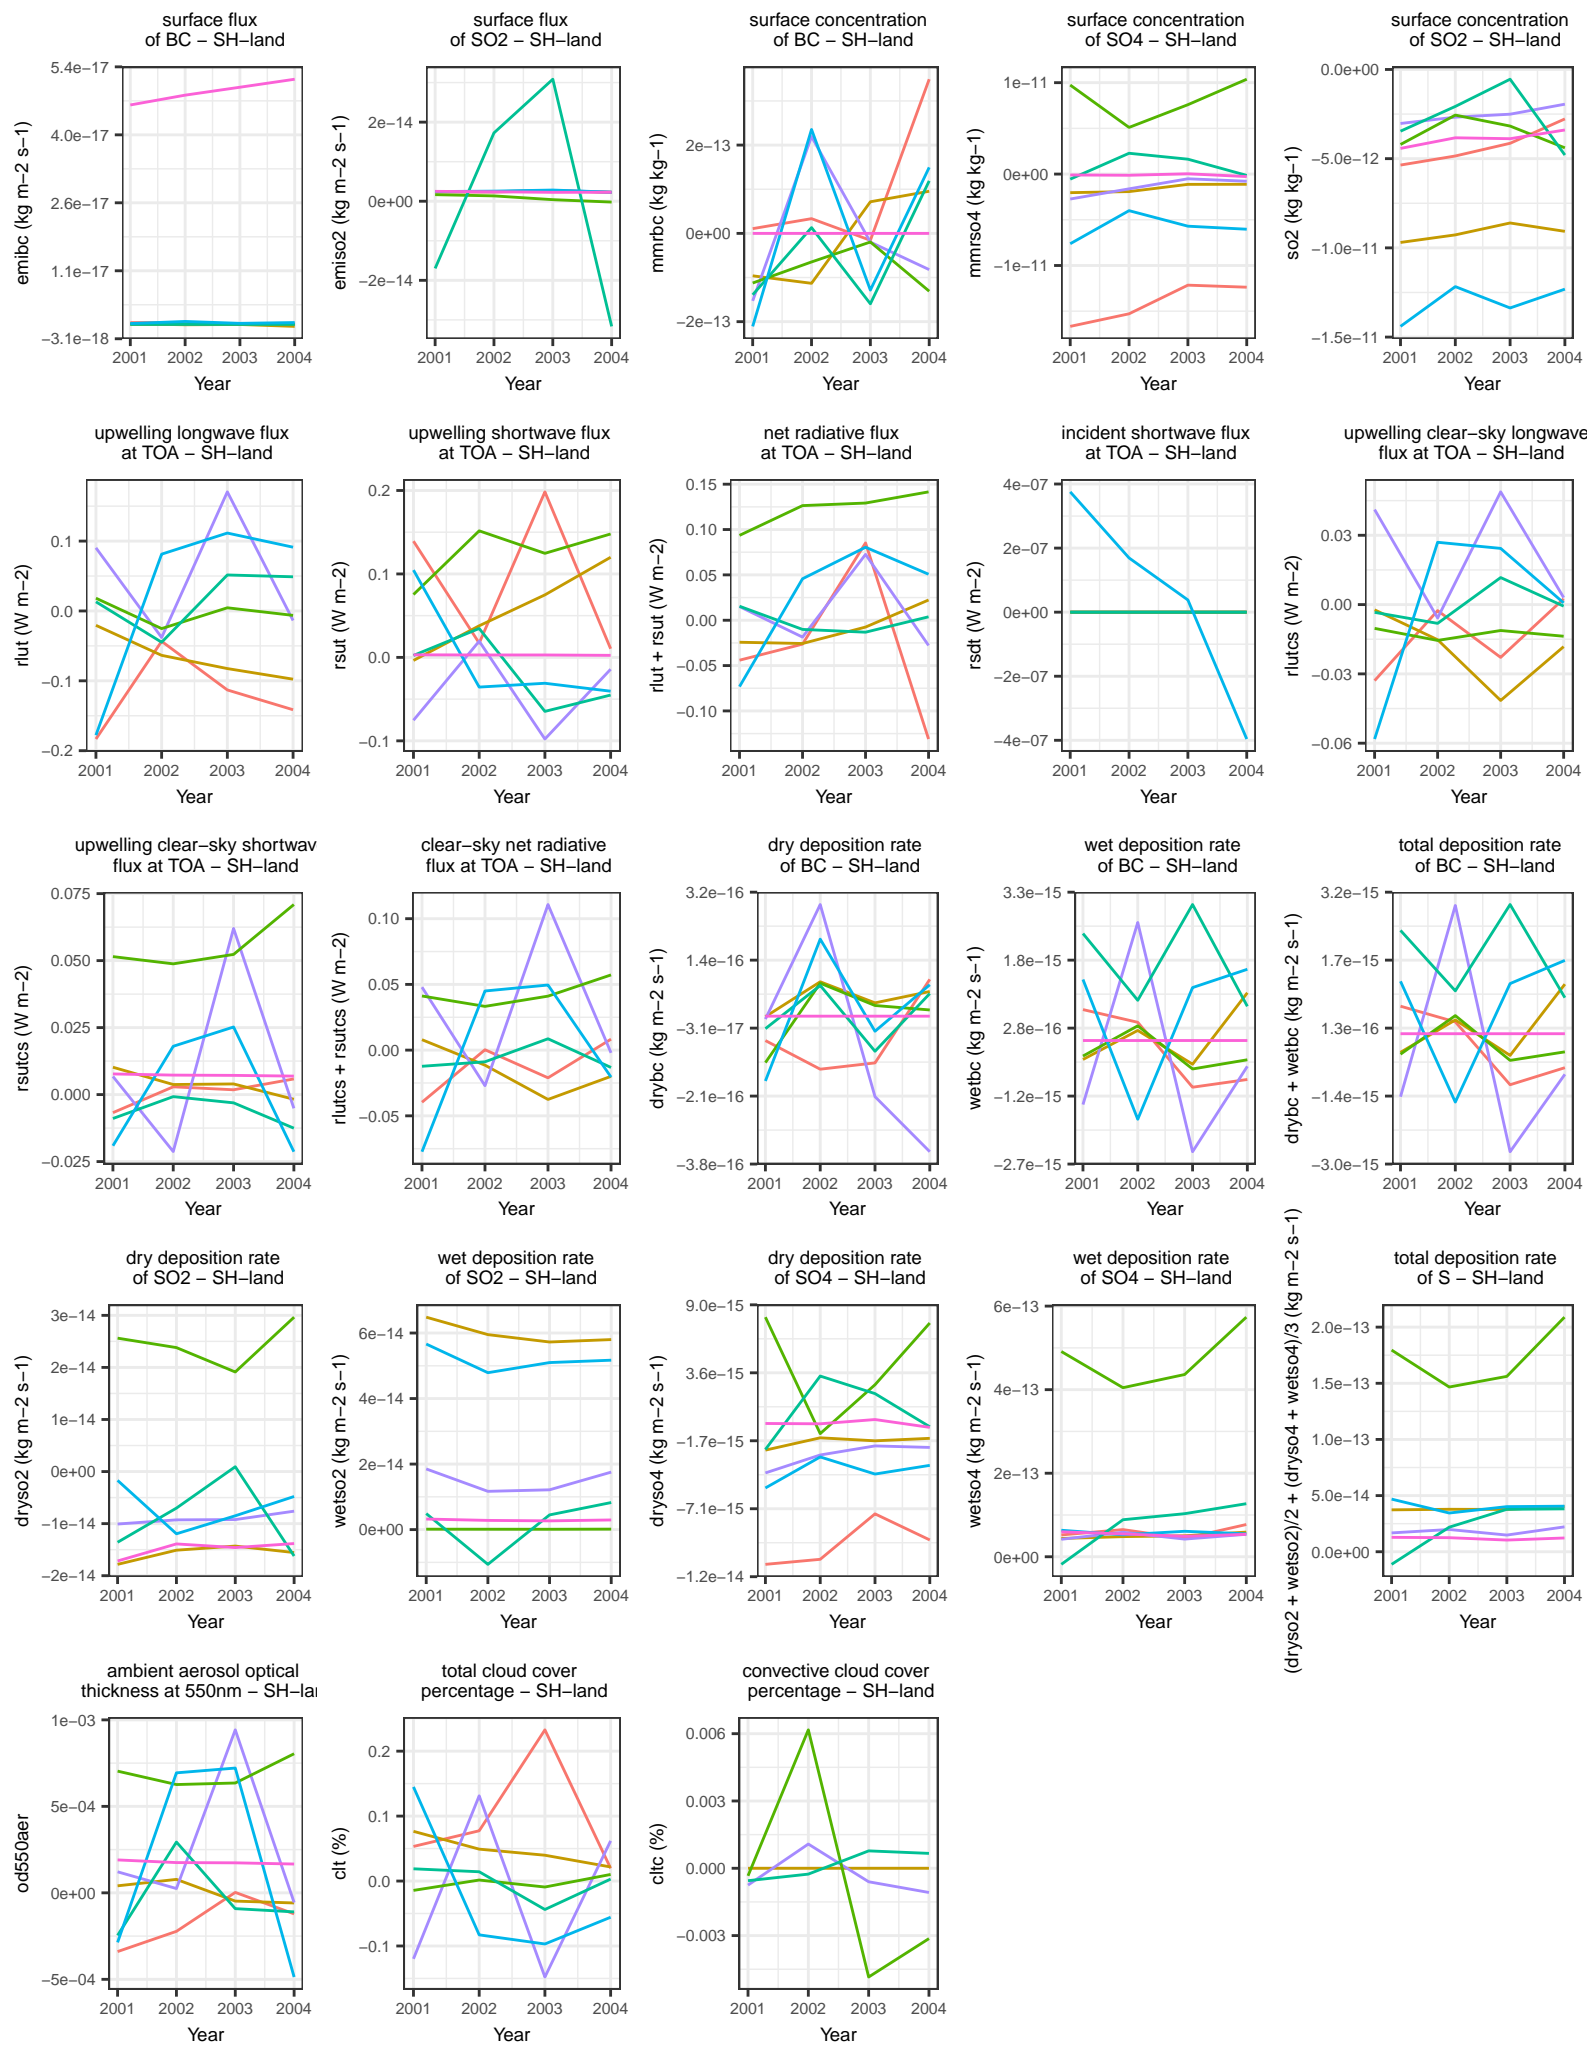 surface flux
of BC − SH−land
surface flux
of SO2 − SH−land
surface concentration
of BC − SH−land
surface concentration
of SO4 − SH−land
surface concentration
of SO2 − SH−land
emibc (kg m−2 s−1)
5.4e−17
4.0e−17
2.6e−17
1.1e−17
−3.1e−18
2001 2002 2003 2004
Year
emiso2 (kg m−2 s−1)
2e−14
0e+00
−2e−14
2001 2002 2003 2004
Year
mmrbc (kg kg−1)
2e−13
0e+00
−2e−13
2001 2002 2003 2004
Year
mmrso4 (kg kg−1)
1e−11
0e+00
−1e−11
2001 2002 2003 2004
Year
so2 (kg kg−1)
0.0e+00
−5.0e−12
−1.0e−11
−1.5e−11
2001 2002 2003 2004
Year
upwelling longwave flux
at TOA − SH−land
upwelling shortwave flux
at TOA − SH−land
net radiative flux
at TOA − SH−land
incident shortwave flux
at TOA − SH−land
upwelling clear−sky longwave
flux at TOA − SH−land
rlut (W m−2)
0.1
0.0
−0.1
−0.2
2001 2002 2003 2004
Year
rsut (W m−2)
0.2
0.1
0.0
−0.1
2001 2002 2003 2004
Year
rlut + rsut (W m−2)
0.15
0.10
0.05
0.00
−0.05
−0.10
2001 2002 2003 2004
Year
rsdt (W m−2)
4e−07
2e−07
0e+00
−2e−07
−4e−07
2001 2002 2003 2004
Year
rlutcs (W m−2)
0.03
0.00
−0.03
−0.06
2001 2002 2003 2004
Year
upwelling clear−sky shortwav
flux at TOA − SH−land
clear−sky net radiative
flux at TOA − SH−land
dry deposition rate
of BC − SH−land
wet deposition rate
of BC − SH−land
total deposition rate
of BC − SH−land
rsutcs (W m−2)
0.075
0.050
0.025
0.000
−0.025
2001 2002 2003 2004
Year
rlutcs + rsutcs (W m−2)
0.10
0.05
0.00
−0.05
2001 2002 2003 2004
Year
drybc (kg m−2 s−1)
3.2e−16
1.4e−16
−3.1e−17
−2.1e−16
−3.8e−16
2001 2002 2003 2004
Year
wetbc (kg m−2 s−1)
3.3e−15
1.8e−15
2.8e−16
−1.2e−15
−2.7e−15
2001 2002 2003 2004
Year
drybc + wetbc (kg m−2 s−1)
3.2e−15
1.7e−15
1.3e−16
−1.4e−15
−3.0e−15
2001 2002 2003 2004
Year
dry deposition rate
of SO2 − SH−land
wet deposition rate
of SO2 − SH−land
dry deposition rate
of SO4 − SH−land
wet deposition rate
of SO4 − SH−land
total deposition rate
of S − SH−land
dryso2 (kg m−2 s−1)
3e−14
2e−14
1e−14
0e+00
−1e−14
−2e−14
2001 2002 2003 2004
Year
wetso2 (kg m−2 s−1)
6e−14
4e−14
2e−14
0e+00
2001 2002 2003 2004
Year
dryso4 (kg m−2 s−1)
9.0e−15
3.6e−15
−1.7e−15
−7.1e−15
−1.2e−14
2001 2002 2003 2004
Year
wetso4 (kg m−2 s−1)
6e−13
4e−13
2e−13
0e+00
2001 2002 2003 2004
Year
(dryso2 + wetso2)/2 + (dryso4 + wetso4)/3 (kg m−2 s−1)
2.0e−13
1.5e−13
1.0e−13
5.0e−14
0.0e+00
2001 2002 2003 2004
Year
ambient aerosol optical
thickness at 550nm − SH−lar
total cloud cover
percentage − SH−land
convective cloud cover
percentage − SH−land
od550aer
1e−03
5e−04
0e+00
−5e−04
2001 2002 2003 2004
Year
clt (%)
0.2
0.1
0.0
−0.1
2001 2002 2003 2004
Year
cltc (%)
0.006
0.003
0.000
−0.003
2001 2002 2003 2004
Year